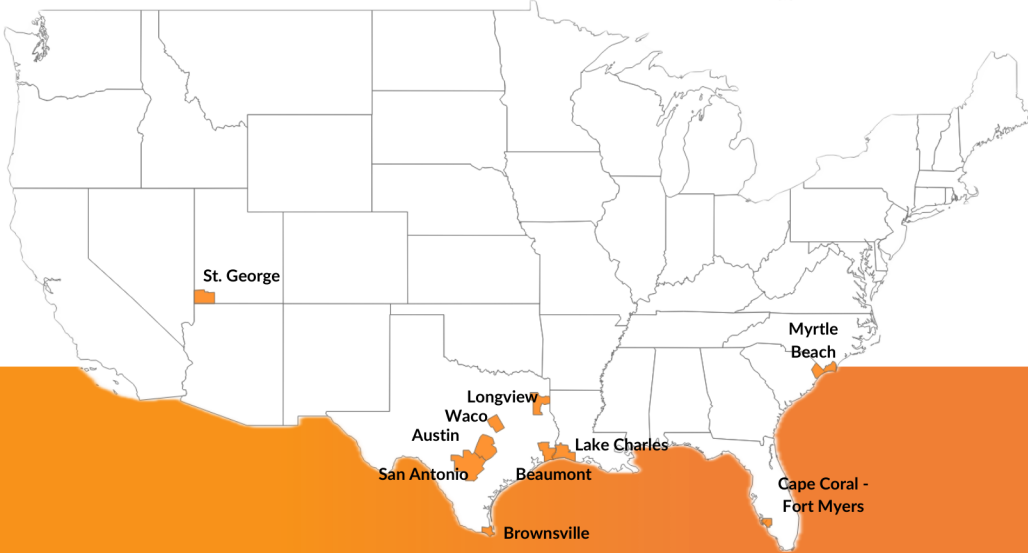 St. George
Myrtle
Beach
Longview
Waco
Austin
Lake Charles
San Antonio
Beaumont
Cape Coral -
Fort Myers
Brownsville